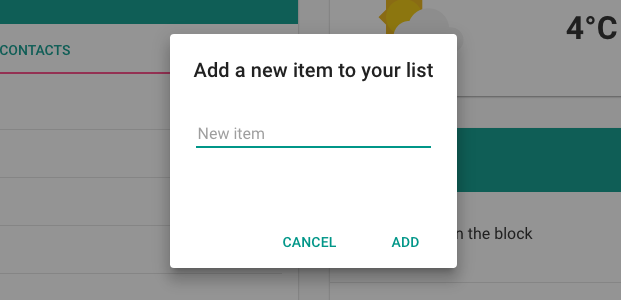 CONTACTS
4°C
Add a new item to your list
New item
CANCEL
ADD
n the block